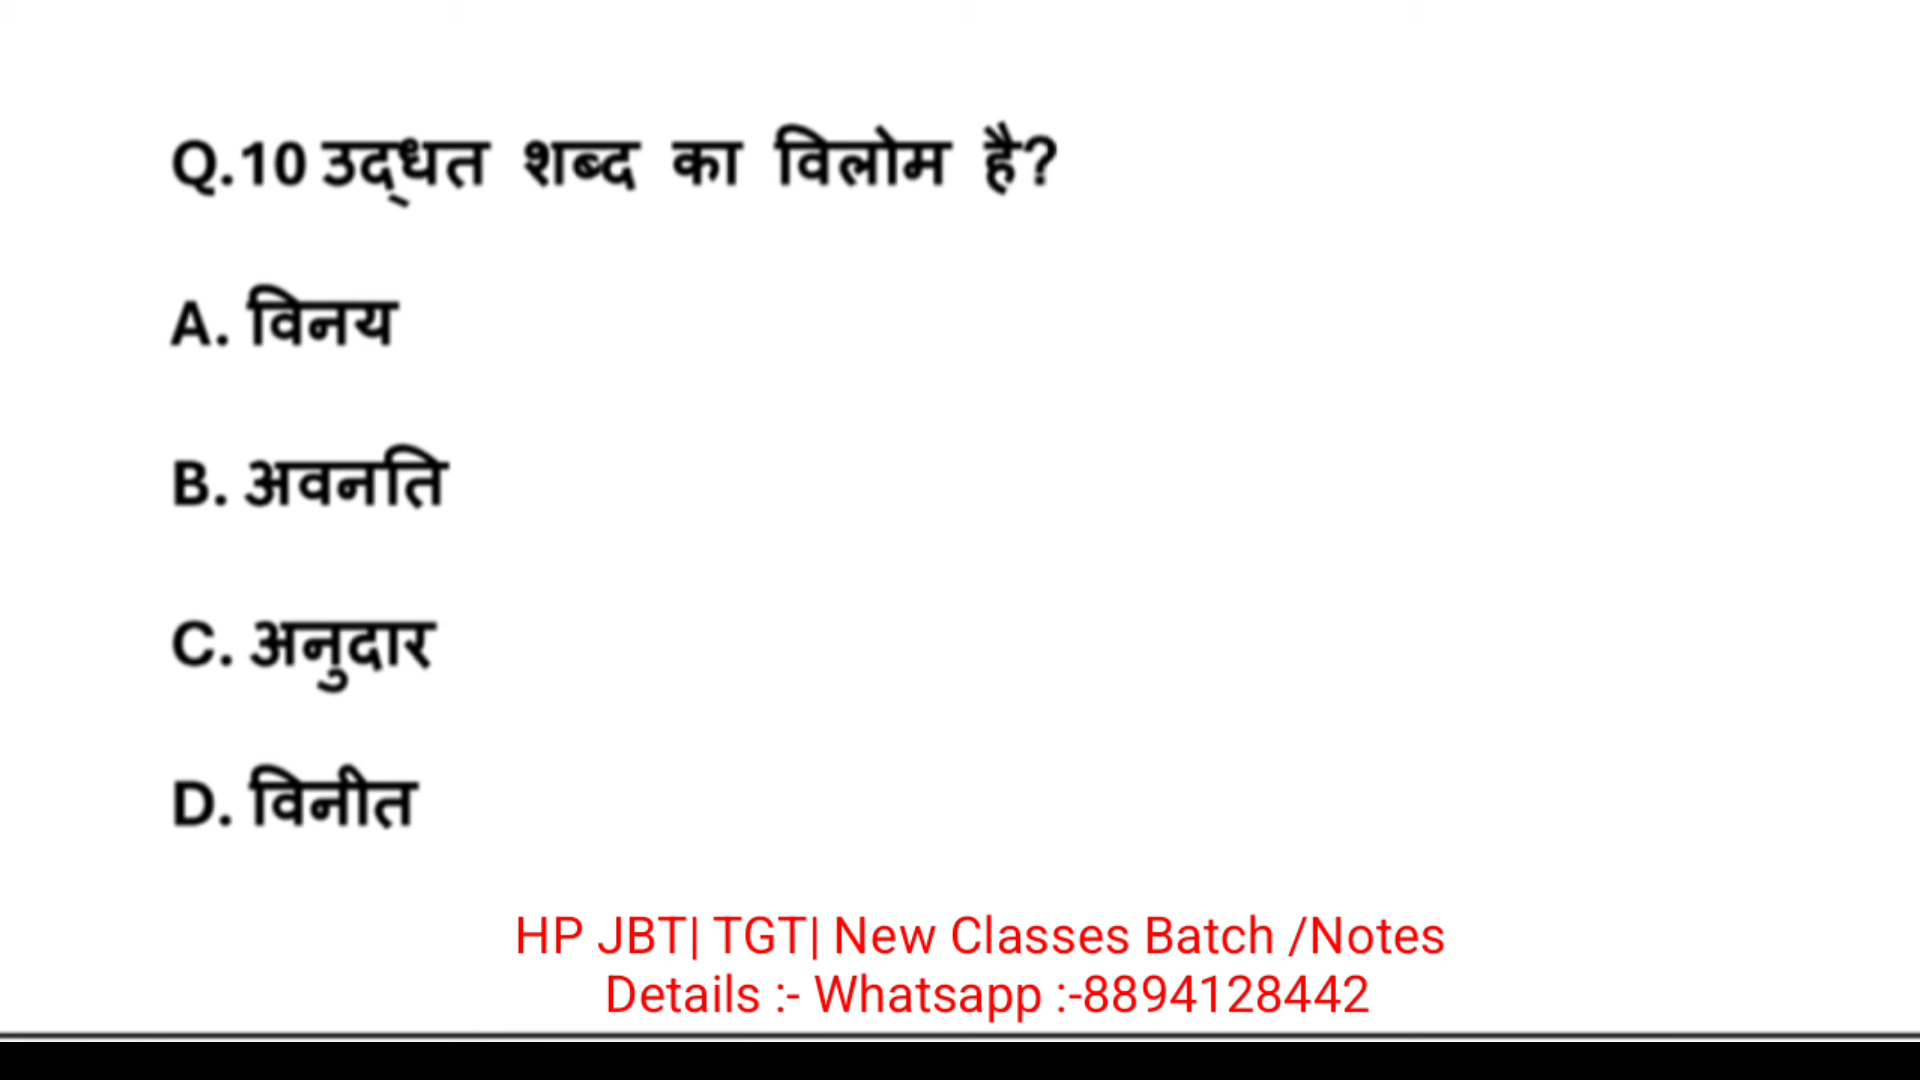 Q.10 उद्धत शब्द का विलोम है?
A. विनय
B. अवनति
C. अनुदार
D. विनीत
HP JBT| TGT| New Classes Batch /Notes
Details :- Whatsapp :-8894128442